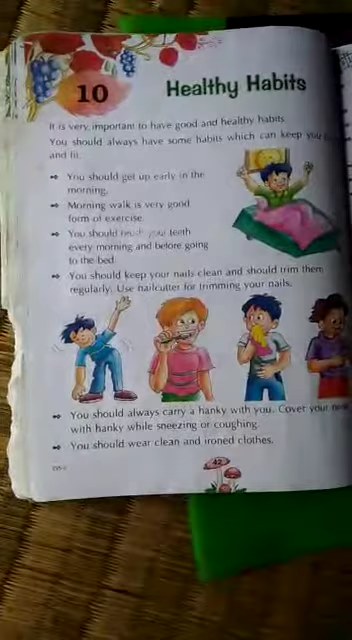 10
Healthy Habits
It is very important to have good and healthy habits.
You should always have some habits which can keep you
and fit.
➡ You should get up early in the
morning.
➡ Morning walk is very good
form of exercise.
➡ You should brush your teeth
every morning and before going
to the bed.
➡ You should keep your nails clean and should trim them
regularly. Use nailcutter for trimming your nails.
➡ You should always carry a hanky with you. Cover your
with hanky while sneezing or coughing.
➡ You should wear clean and ironed clothes.
42